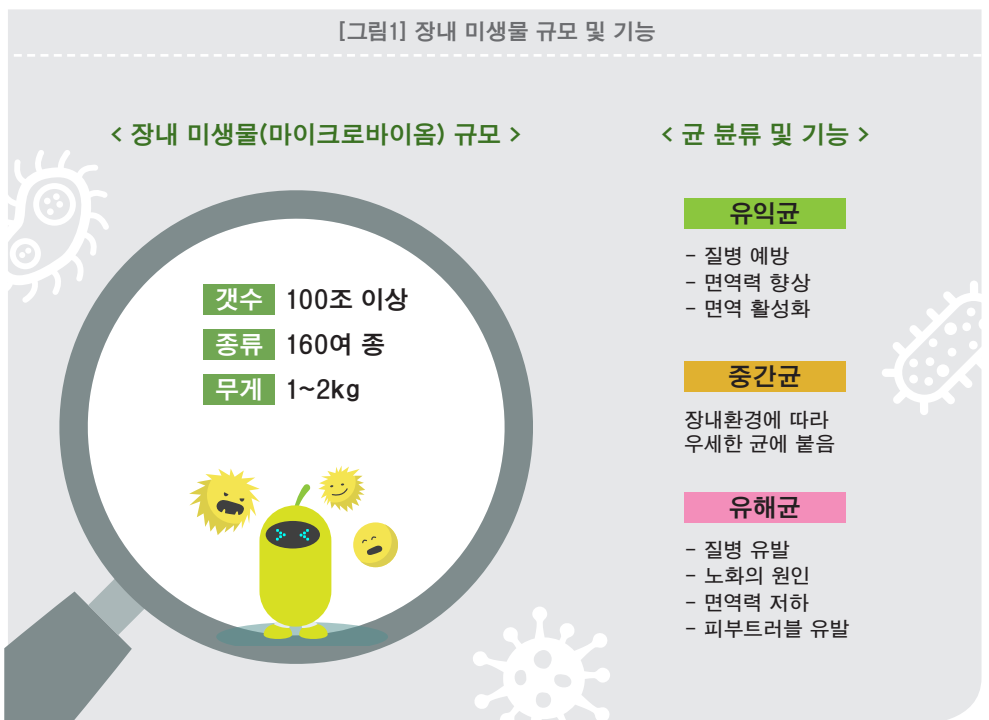 [그림1] 장내 미생물 규모 및 기능
< 장내 미생물(마이크로바이옴) 규모 >
갯수 100조 이상
종류 160여 종
무게 1~2kg
< 균 뷴류 및 기능 >
유익균
- 질병 예방
- 면역력 향상
- 면역 활성화
중간균
장내환경에 따라
우세한 균에 붙음
유해균
- 질병 유발
- 노화의 원인
- 면역력 저하
- 피부트러블 유발